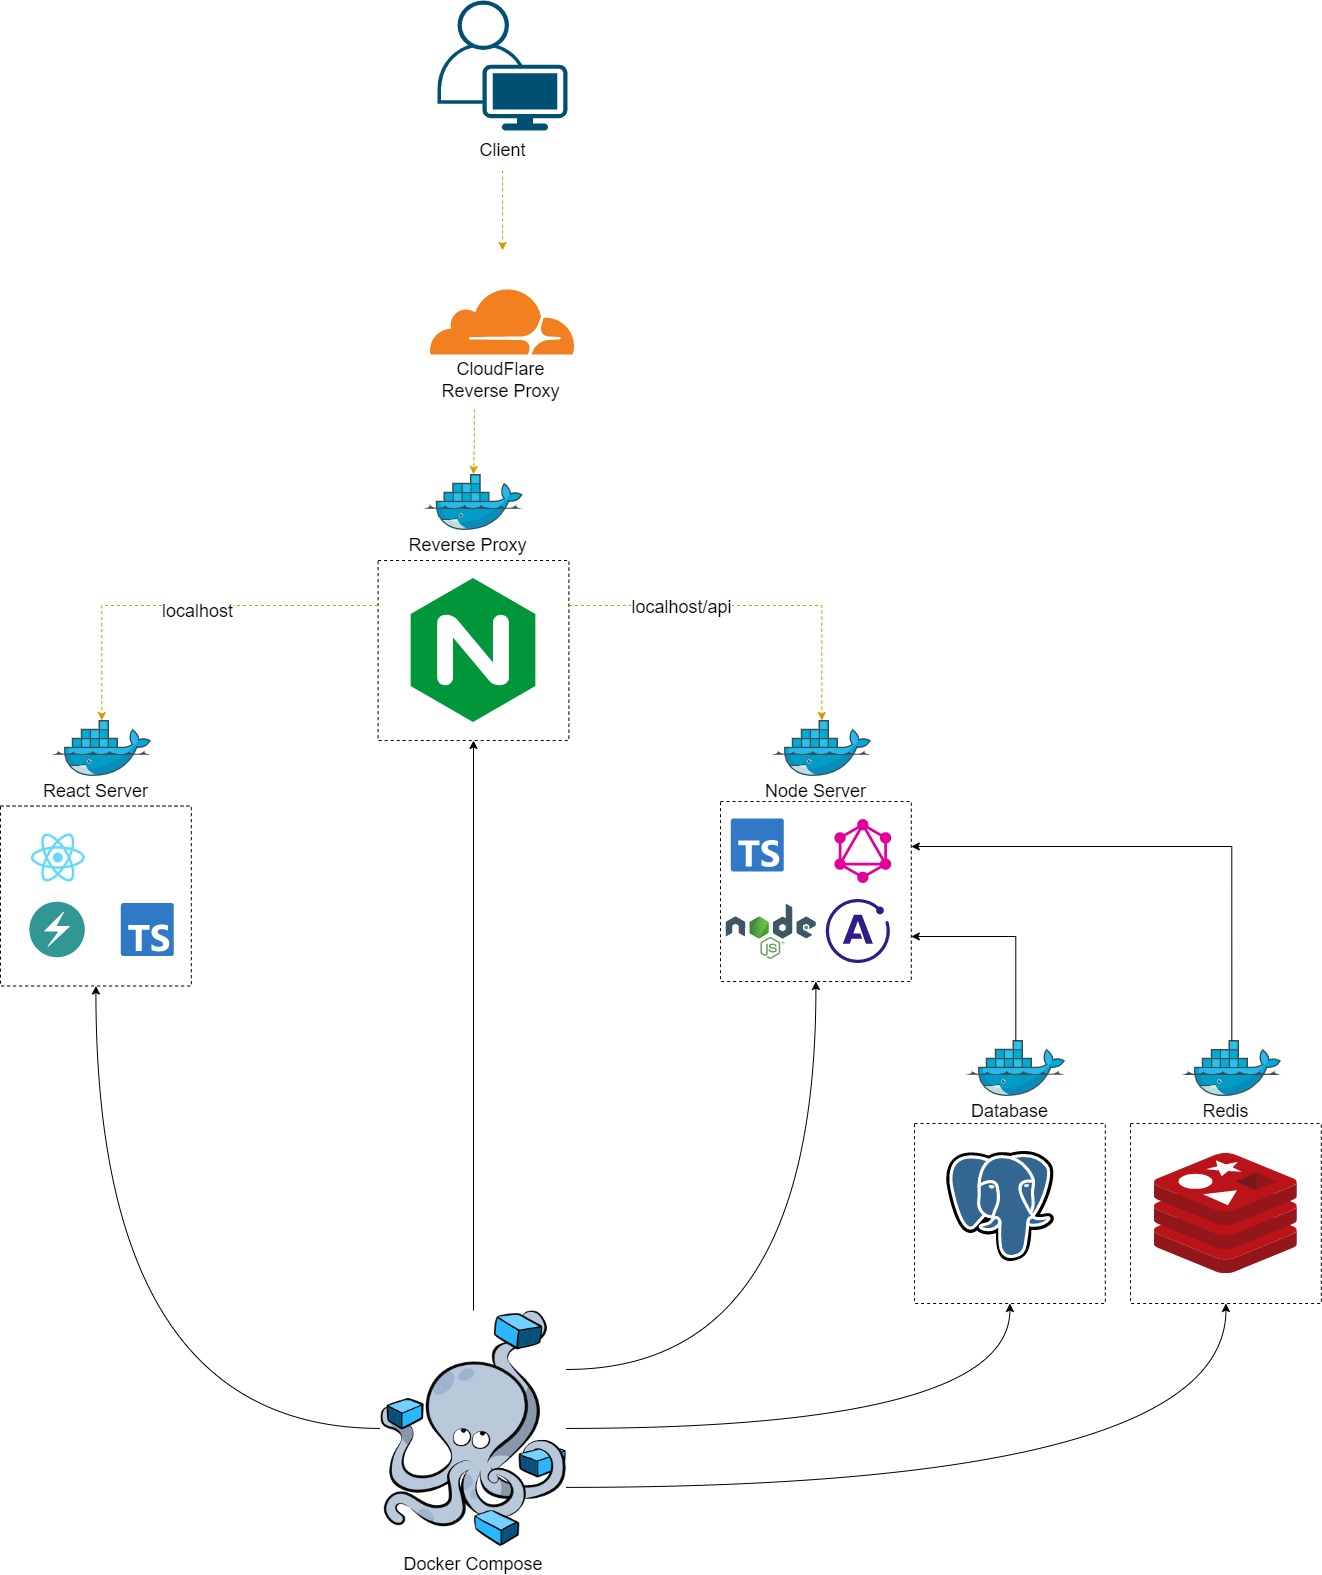 Client
CloudFlare
Reverse Proxy
Reverse Proxy
localhost
localhost/api
React Server
Node Server
TS
TS
node
JS
A
Database
Redis
Docker Compose